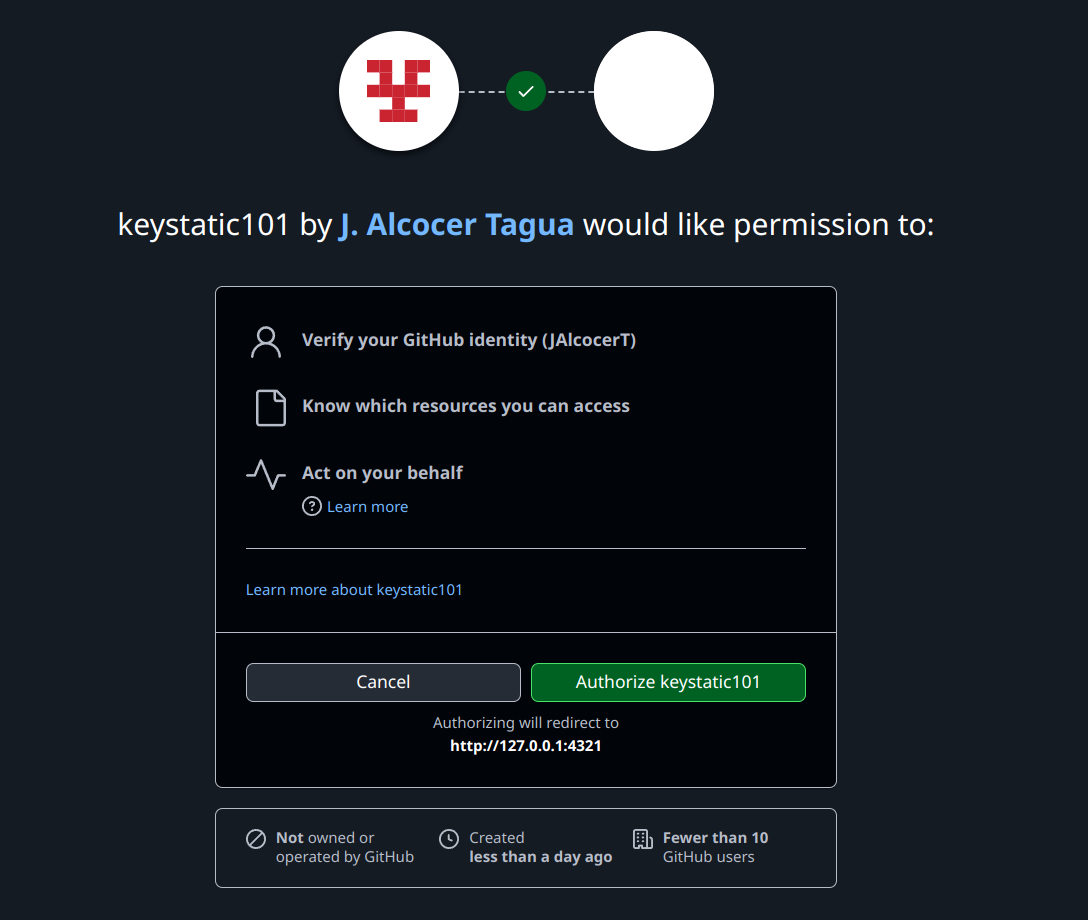 keystatic101 by J. Alcocer Tagua would like permission to:
Verify your GitHub identity (JAlcocerT)
Know which resources you can access
Act on your behalf
Learn more
Learn more about keystatic101
Cancel
Authorize keystatic101
Authorizing will redirect to
http://127.0.0.1:4321
Not owned or
operated by GitHub
Created
less than a day ago
Fewer than 10
GitHub users